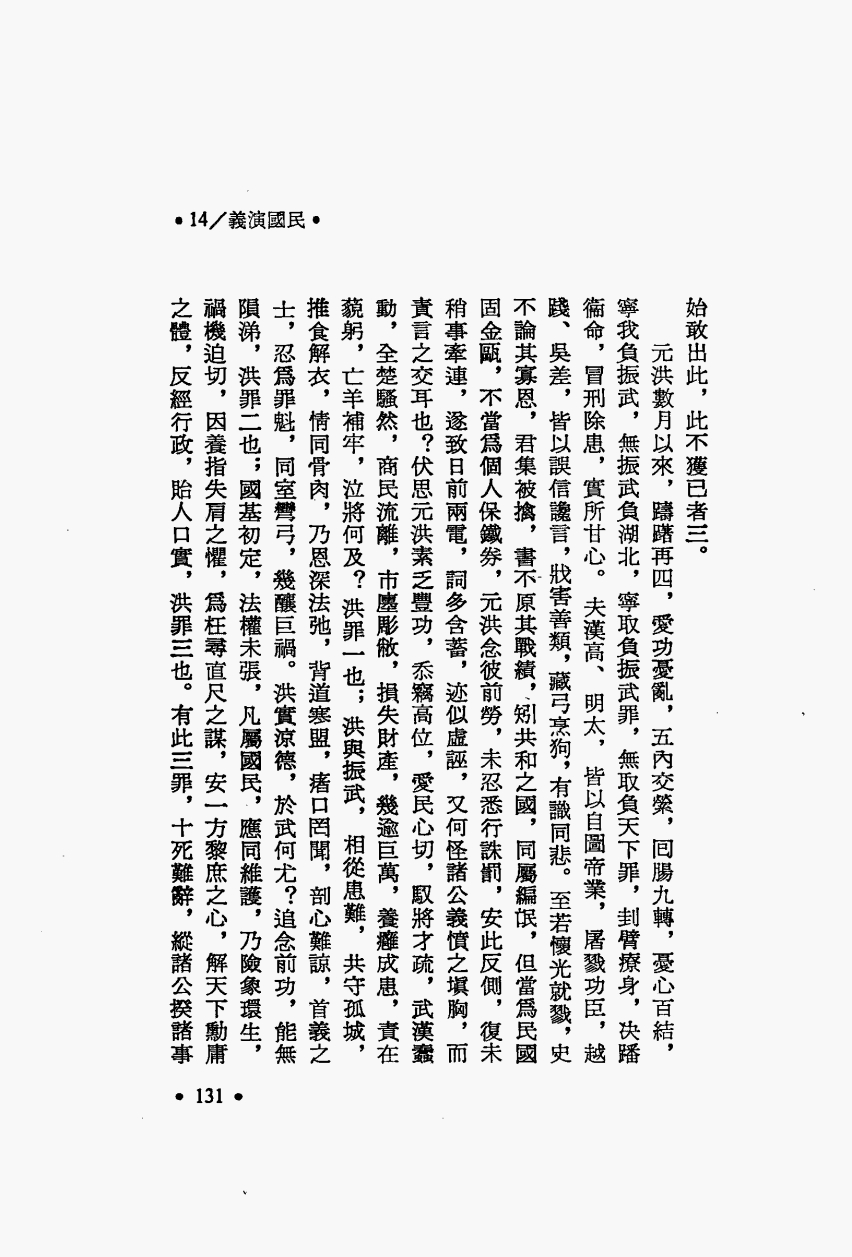 •14／義演國民•
始敢出此，此不獲已者三。
元洪數月以來，躊躇再四，愛功憂亂，五內交縈，回腸九轉，憂心百結，
寧我負振武，無振武負湖北，寧取負振武罪，無取負天下罪，刲臂療身，決蹯
衞命，冒刑除患，實所甘心。夫漢高、明太，皆以自圖帝業，屠戮功臣，越
踐、吳差，皆以誤信讒言，戕害善類，藏弓烹狗，有識同悲。至若懷光就戮，史
不論其寡恩，君集被擒，書不原其戰績，矧共和之國，同屬編氓，但當爲民國
固金甌，不當爲個人保鐵券，元洪念彼前勞，未忍悉行誅罰，安此反側，復未
稍事牽連，遂致日前兩電，詞多含蓄，迹似虛誣，又何怪諸公義憤之塡胸，而
責言之交耳也？伏思元洪素乏豐功，忝竊高位，愛民心切，馭將才疏，武漢蠢
動，全楚騷然，商民流離，市廛彫敝，損失財產，幾逾巨萬，養癰成患，責在
藐躬，亡羊補牢，泣將何及？洪罪一也；洪與振武，相從患難，共守孤城，
推食解衣，情同骨肉，乃恩深法弛，背道寒盟，瘏口罔聞，剖心難諒，首義之
士，忍爲罪魁，同室彎弓，幾釀巨禍。洪實涼德，於武何尤？追念前功，能無
隕涕，洪罪二也；國基初定，法權未張，凡屬國民，應同維護，乃險象環生，
禍機迫切，因養指失肩之懼，爲枉尋直尺之謀，安一方黎庶之心，解天下勳庸
之體，反經行政，貽人口實，洪罪三也。有此三罪，十死難辭，縱諸公揆諸事
•131•